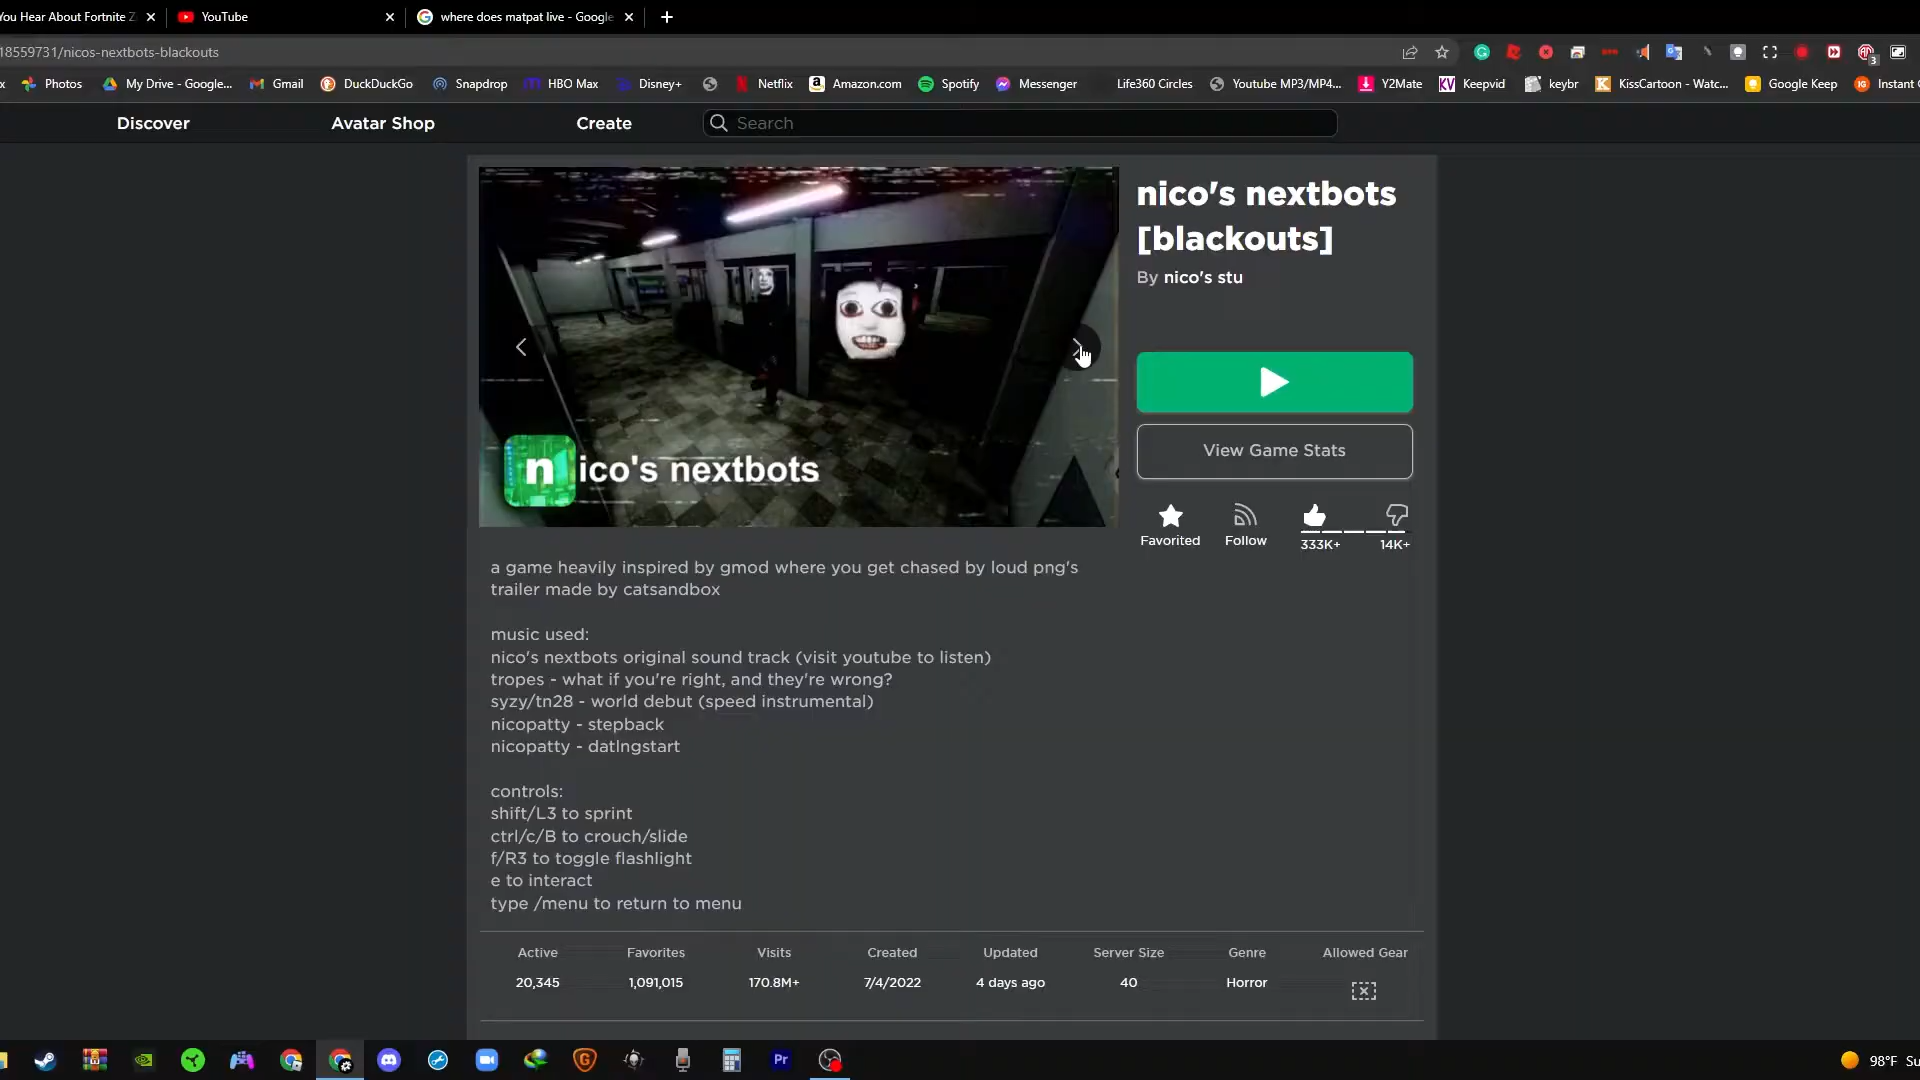 You Hear About Fortnite Z
YouTube
where does matpat live - Google
18559731/nicos-nextbots-blackouts
Photos
My Drive - Google...
Gmail
DuckDuckGo
Snapdrop
HBO Max
Disney+
Netflix
Amazon.com
Spotify
Messenger
Life360 Circles
Youtube MP3/MP4...
Y2Mate
Keepvid
keybr
KissCartoon - Watc...
Google Keep
Instant
Discover
Avatar Shop
Create
Search
nico's nextbots
[blackouts]
By nico's stu
nico's nextbots
View Game Stats
Favorited
Follow
333K+
14K+
a game heavily inspired by gmod where you get chased by loud png's
trailer made by catsandbox
music used:
nico's nextbots original sound track (visit youtube to listen)
tropes - what if you're right, and they're wrong?
syzy/tn28 - world debut (speed instrumental)
nicopatty - stepback
nicopatty - datlngstart
controls:
shift/L3 to sprint
ctrl/c/B to crouch/slide
f/R3 to toggle flashlight
e to interact
type /menu to return to menu
Active Favorites Visits Created Updated Server Size Genre Allowed Gear
20,345 1,091,015 170.8M+ 7/4/2022 4 days ago 40 Horror
Pr
98°F Su